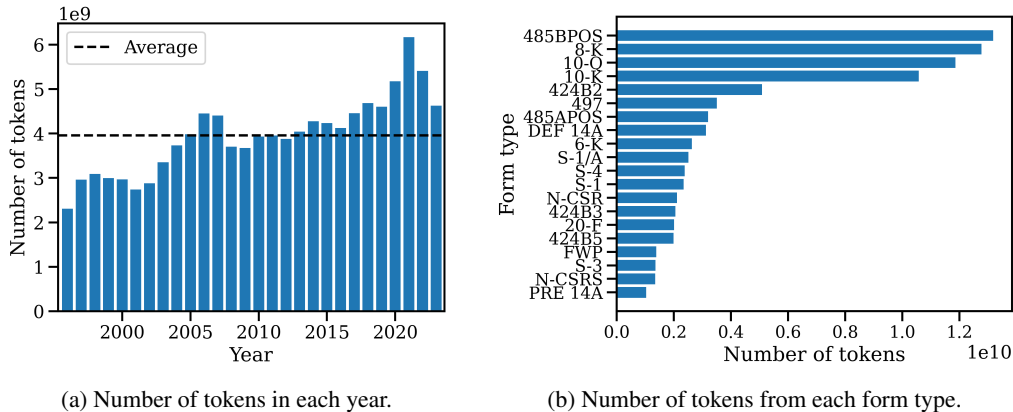 1e9
Average
6
5
4
3
2
1
0
Number of tokens
2000
2005
2010
2015
2020
Year
(a) Number of tokens in each year.
485BPOS
8-K
10-Q
10-K
424B2
497
485APOS
DEF 14A
6-K
S-1/A
S-4
S-1
N-CSR
424B3
20-F
424B5
FWP
S-3
N-CSRS
PRE 14A
Form type
0.0
0.2
0.4
0.6
0.8
1.0
1.2
1e10
Number of tokens
(b) Number of tokens from each form type.